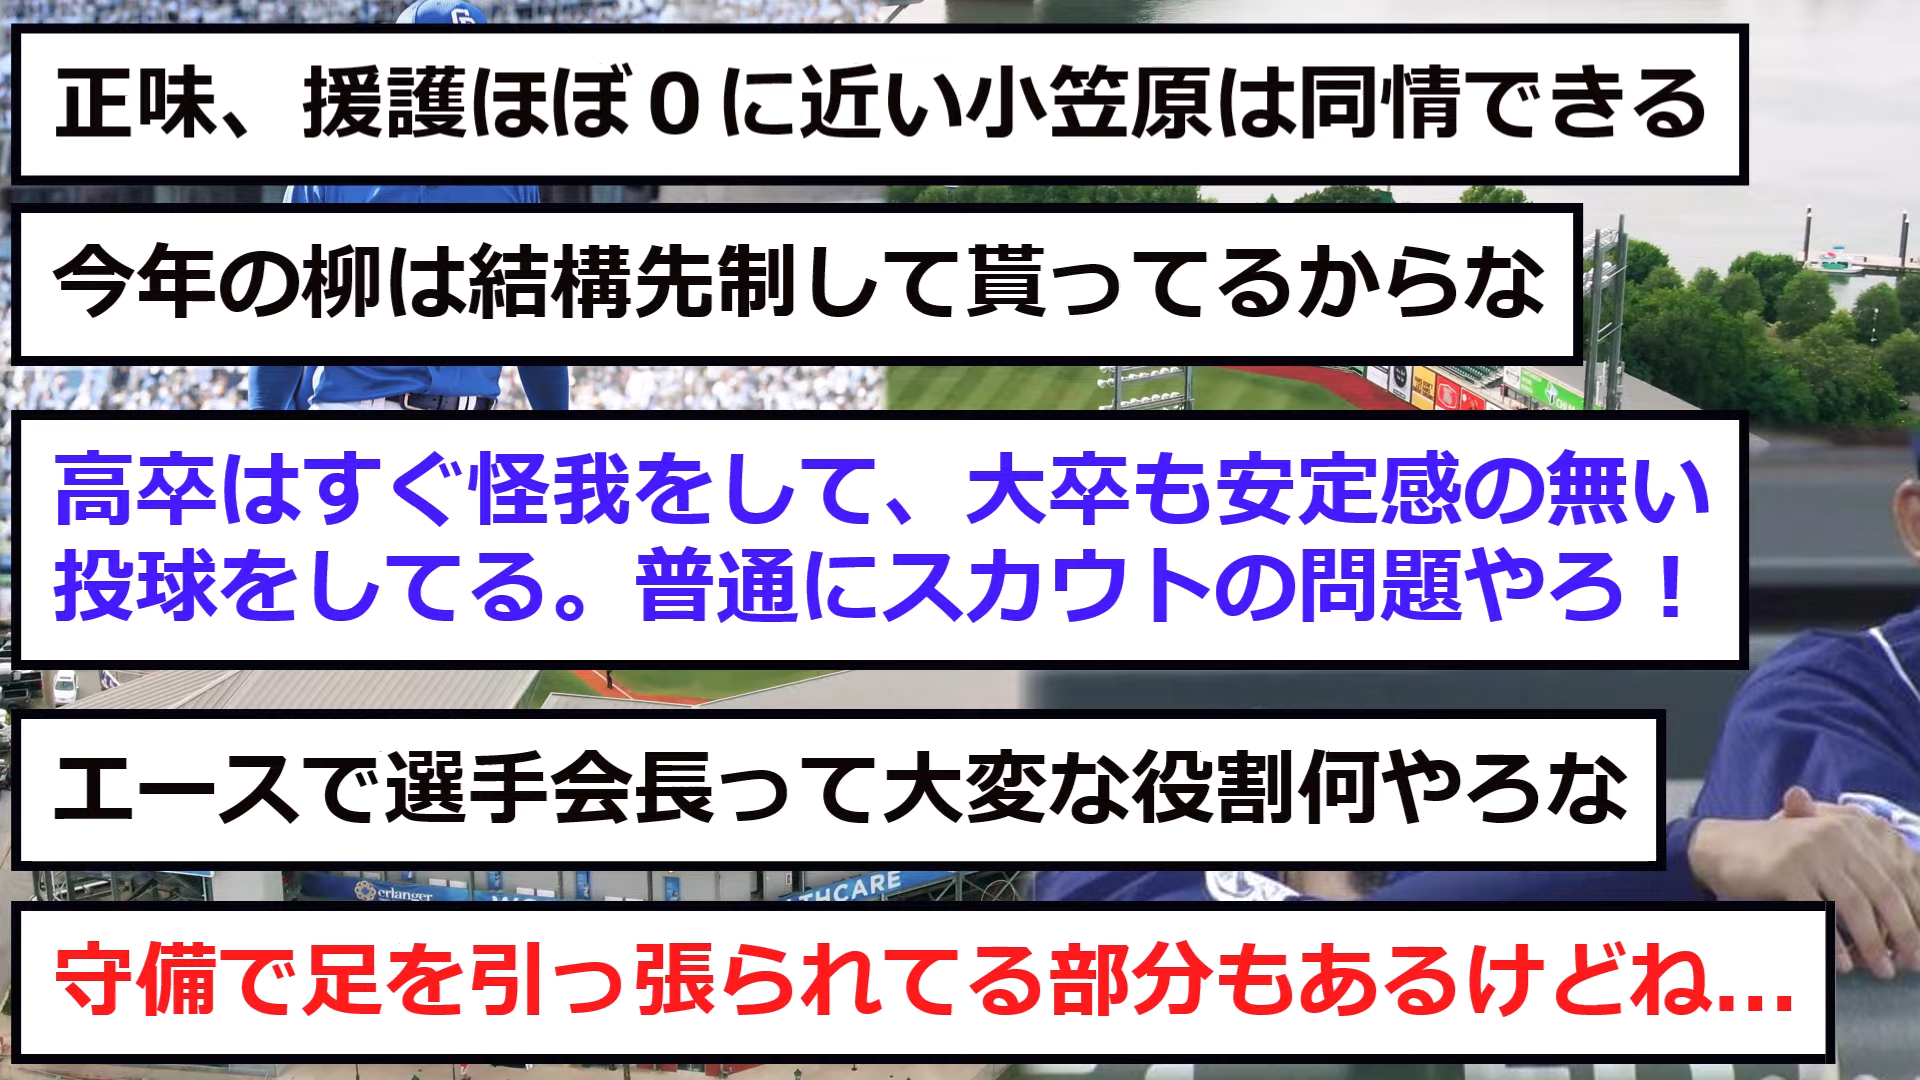 正味、援護ほぼ０に近い小笠原は同情できる
今年の柳は結構先制して貰ってるからな
高卒はすぐ怪我をして、大卒も安定感の無い
投球をしてる。普通にスカウトの問題やろ！
エースで選手会長って大変な役割何やろな
erlanger
THCARE
守備で足を引っ張られてる部分もあるけどね...